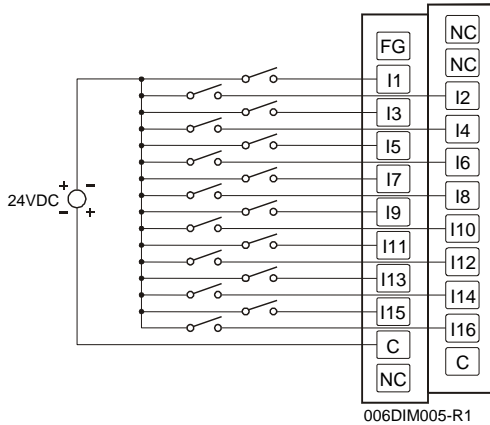 NC
FG
NC
I1
I2
I3
I4
I5
I6
I7
I8
I9
I10
I11
I12
I13
I14
I15
I16
C
C
NC
+ -
24VDC
- +
006DIM005-R1